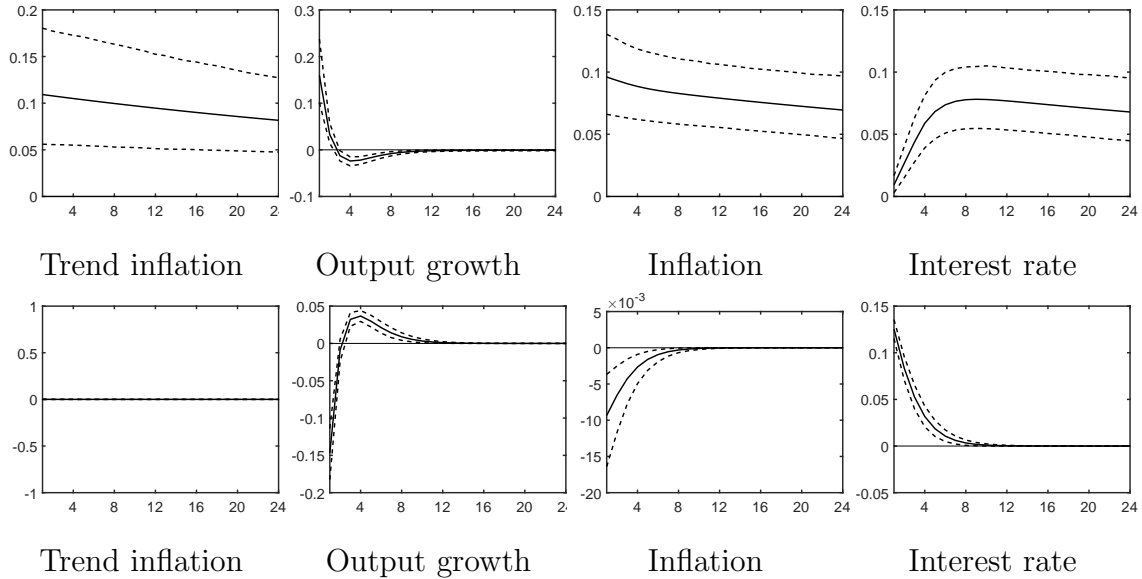 0.2
0.15
0.1
0.05
0
4 8 12 16 20 24
0.3
0.2
0.1
0
-0.1
4 8 12 16 20 24
0.15
0.1
0.05
0
4 8 12 16 20 24
0.15
0.1
0.05
0
4 8 12 16 20 24
Trend inflation
Output growth
Inflation
Interest rate
1
0.5
0
-0.5
-1
4 8 12 16 20 24
0.05
0
-0.05
-0.1
-0.15
-0.2
4 8 12 16 20 24
×10⁻³
5
0
-5
-10
-15
-20
4 8 12 16 20 24
0.15
0.1
0.05
0
-0.05
4 8 12 16 20 24
Trend inflation
Output growth
Inflation
Interest rate